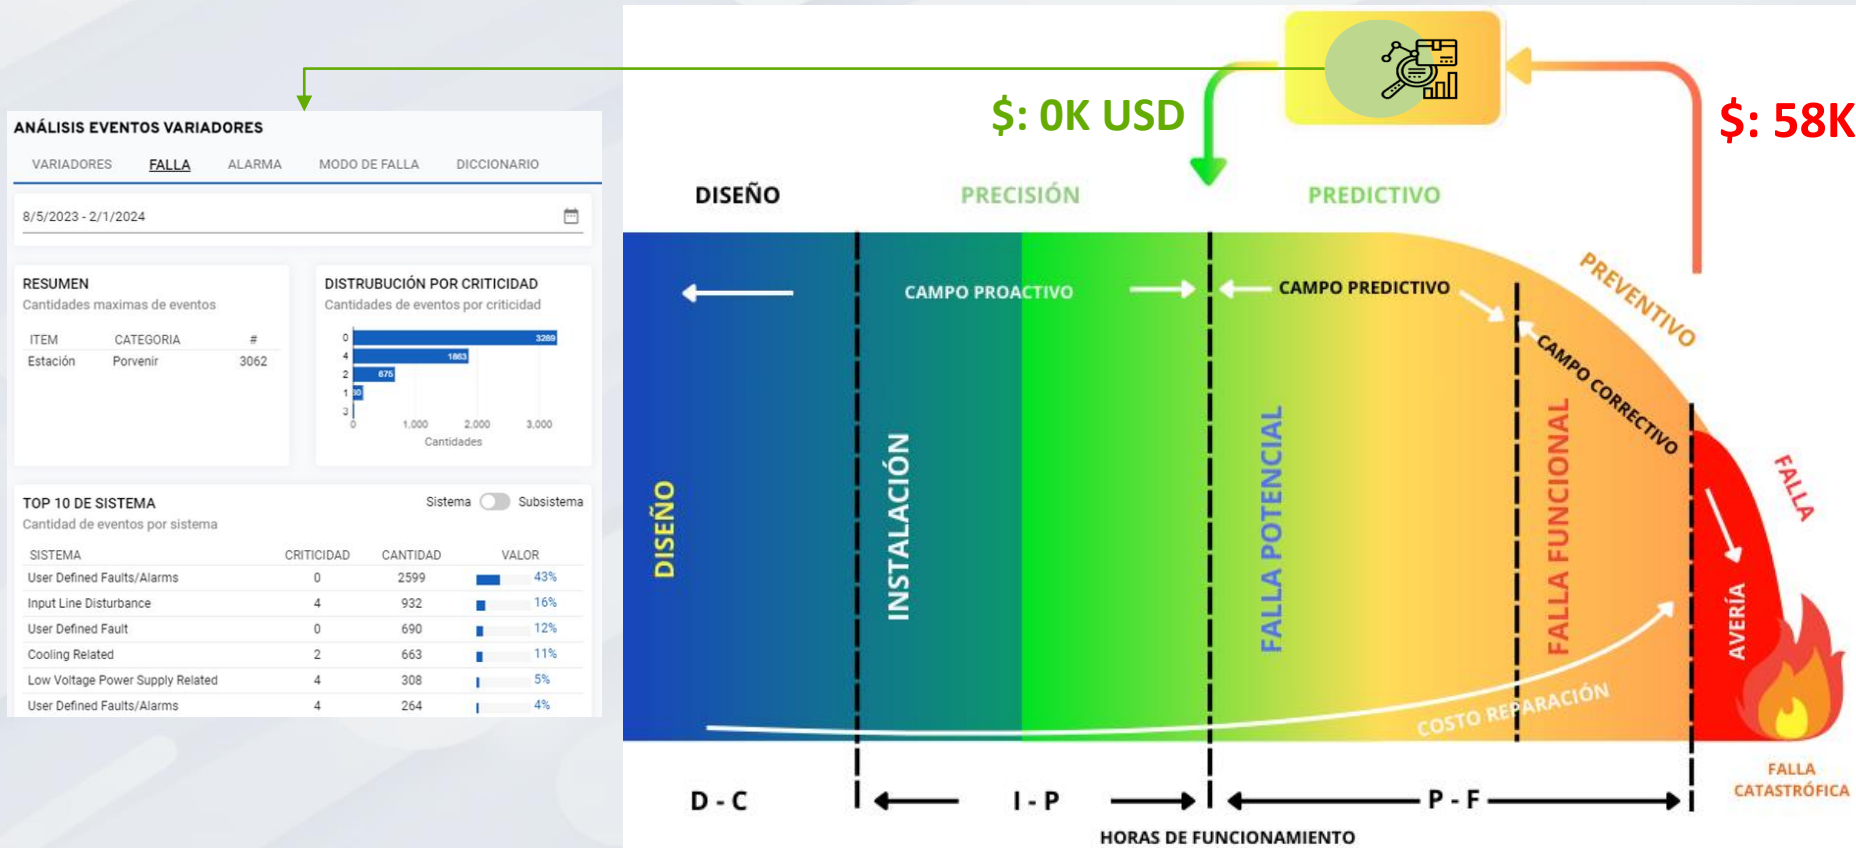 ANÁLISIS EVENTOS VARIADORES
VARIADORES FALLA ALARMA MODO DE FALLA DICCIONARIO
8/5/2023 - 2/1/2024
RESUMEN
Cantidades maximas de eventos
ITEM CATEGORIA #
Estación Porvenir 3062
DISTRUBUCIÓN POR CRITICIDAD
Cantidades de eventos por criticidad
0 3289
4 1863
2 675
1
3
0 1,000 2,000 3,000
Cantidades
TOP 10 DE SISTEMA
Sistema Subsistema
Cantidad de eventos por sistema
SISTEMA CRITICIDAD CANTIDAD VALOR
User Defined Faults/Alarms 0 2599 43%
Input Line Disturbance 4 932 16%
User Defined Fault 0 690 12%
Cooling Related 2 663 11%
Low Voltage Power Supply Related 4 308 5%
User Defined Faults/Alarms 4 264 4%
$: 0K USD
$: 58K
DISEÑO PRECISIÓN PREDICTIVO
PREVENTIVO
FALLA
CAMPO PROACTIVO
CAMPO PREDICTIVO
CAMPO CORRECTIVO
DISEÑO
INSTALACIÓN
FALLA POTENCIAL
FALLA FUNCIONAL
AVERÍA
COSTO REPARACIÓN
FALLA
CATASTRÓFICA
D - C I - P P - F
HORAS DE FUNCIONAMIENTO